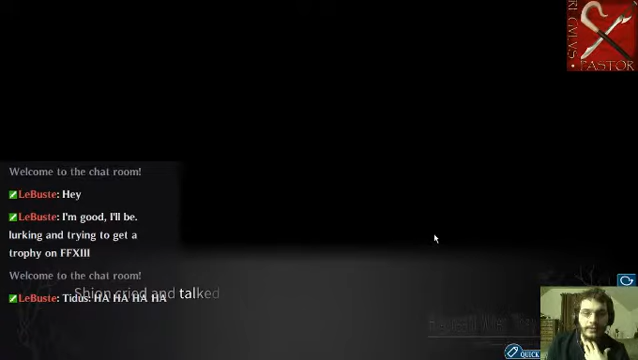 Welcome to the chat room!
LeBuste: Hey
LeBuste: I'm good, I'll be.
lurking and trying to get a
trophy on FFXIII
Welcome to the chat room!
LeBuste: Tidus: HA HA HA HA
Shion cried and talked
PASTOR
QUICK